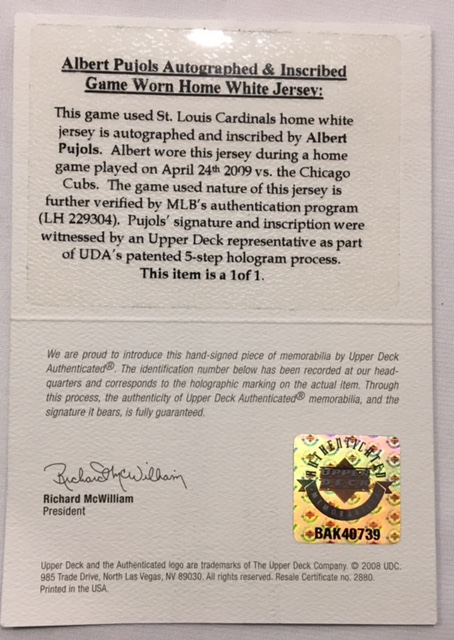 Albert Pujols Autographed & Inscribed
Game Worn Home White Jersey:
This game used St. Louis Cardinals home white
jersey is autographed and inscribed by Albert
Pujols. Albert wore this jersey during a home
game played on April 24th 2009 vs. the Chicago
Cubs. The game used nature of this jersey is
further verified by MLB's authentication program
(LH 229304). Pujols' signature and inscription were
witnessed by an Upper Deck representative as part
of UDA's patented 5-step hologram process.
This item is a 1of 1.
We are proud to introduce this hand-signed piece of memorabilia by Upper Deck
Authenticated®. The identification number below has been recorded at our head-
quarters and corresponds to the holographic marking on the actual item. Through
this process, the authenticity of Upper Deck Authenticated® memorabilia, and the
signature it bears, is fully guaranteed.
Richard McWilliam
Richard McWilliam
President
AUTHENTICATED
UPPER
DECK
MEMORABILIA
BAK40739
Upper Deck and the Authenticated logo are trademarks of The Upper Deck Company. © 2008 UDC.
985 Trade Drive, North Las Vegas, NV 89030. All rights reserved. Resale Certificate no. 2880.
Printed in the USA.